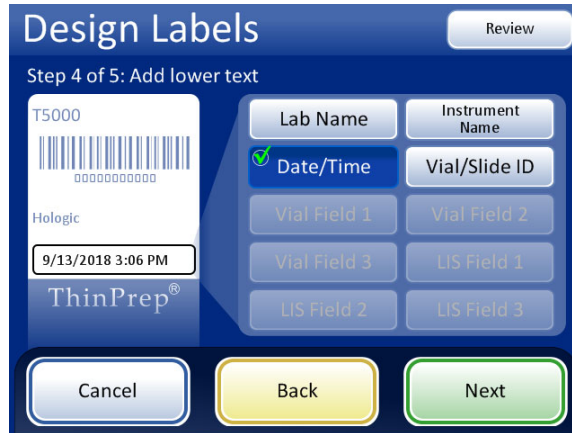 Design Labels
Review
Step 4 of 5: Add lower text
T5000
00000000000
Hologic
9/13/2018 3:06 PM
ThinPrep®
Lab Name
Instrument
Name
Date/Time
Vial/Slide ID
Vial Field 1
Vial Field 2
Vial Field 3
LIS Field 1
LIS Field 2
LIS Field 3
Cancel
Back
Next